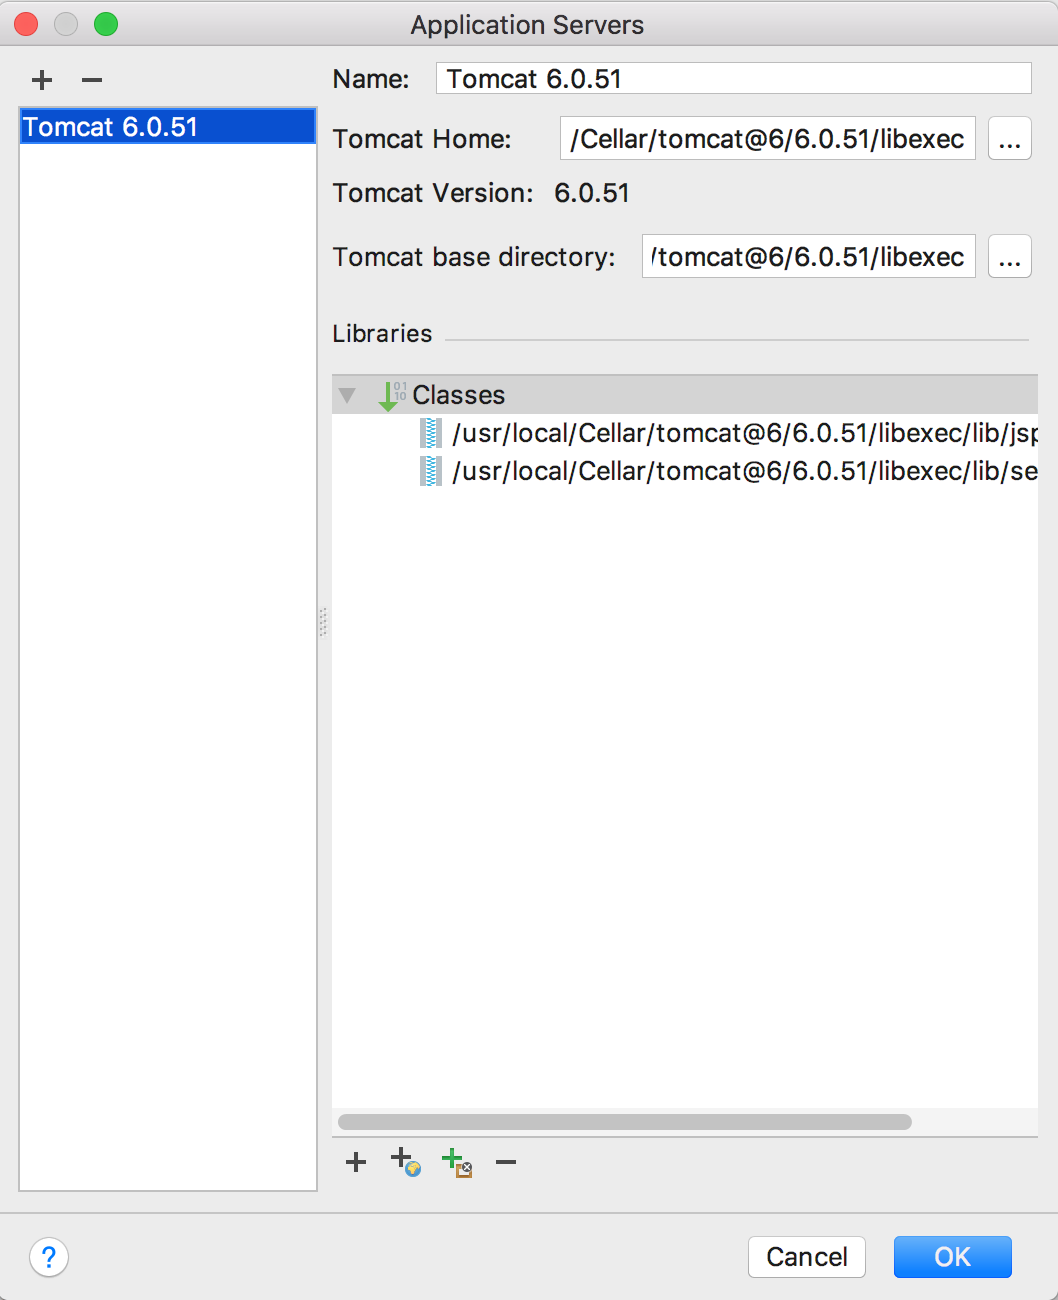 Application Servers
Name: Tomcat 6.0.51
Tomcat 6.0.51
Tomcat Home: /Cellar/tomcat@6/6.0.51/libexec ...
Tomcat Version: 6.0.51
Tomcat base directory: /tomcat@6/6.0.51/libexec ...
Libraries
Classes
/usr/local/Cellar/tomcat@6/6.0.51/libexec/lib/jsp
/usr/local/Cellar/tomcat@6/6.0.51/libexec/lib/se
? Cancel OK